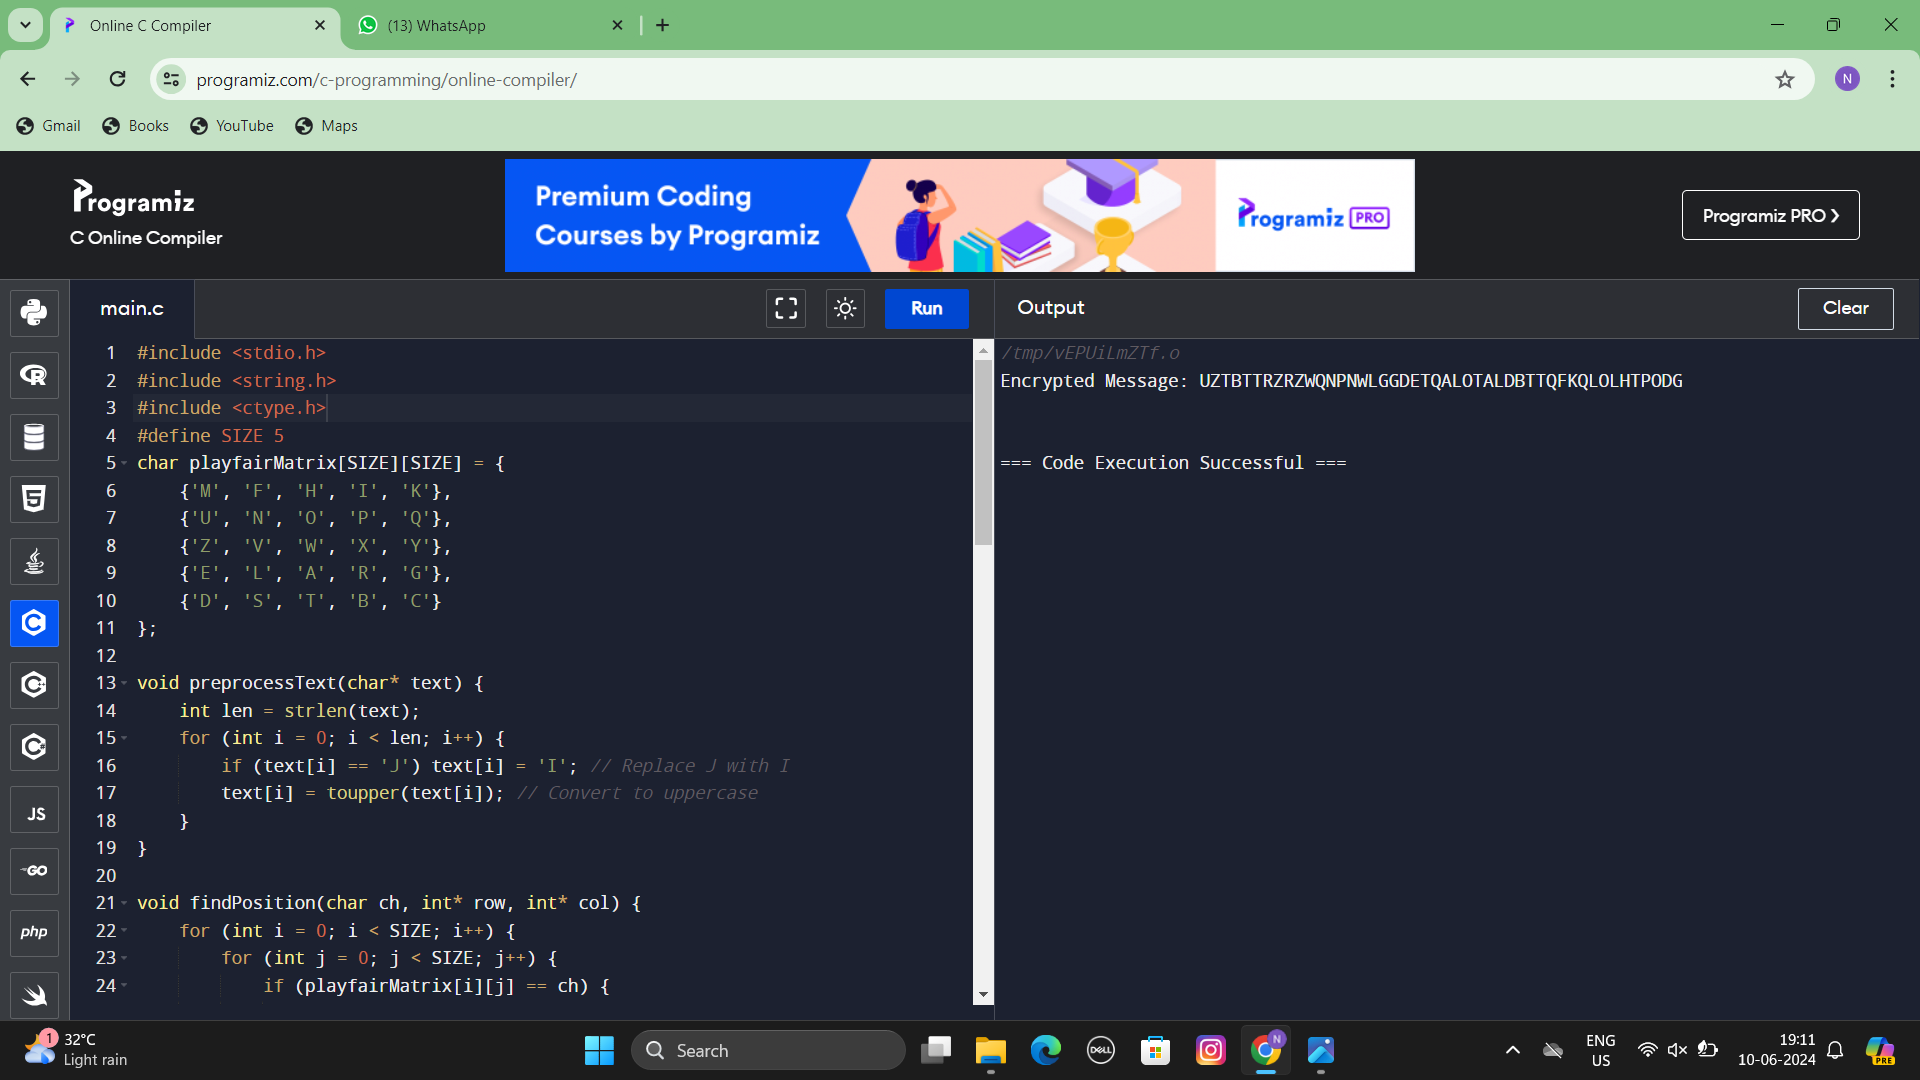 Online C Compiler
(13) WhatsApp
programiz.com/c-programming/online-compiler/
N
Gmail
Books
YouTube
Maps
Programiz
C Online Compiler
Premium Coding
Courses by Programiz
Programiz PRO
Programiz PRO ❯
main.c
Run
Output
Clear
1 #include <stdio.h>
2 #include <string.h>
3 #include <ctype.h>
4 #define SIZE 5
5 char playfairMatrix[SIZE][SIZE] = {
6     {'M', 'F', 'H', 'I', 'K'},
7     {'U', 'N', 'O', 'P', 'Q'},
8     {'Z', 'V', 'W', 'X', 'Y'},
9     {'E', 'L', 'A', 'R', 'G'},
10     {'D', 'S', 'T', 'B', 'C'}
11 };
12
13 void preprocessText(char* text) {
14     int len = strlen(text);
15     for (int i = 0; i < len; i++) {
16         if (text[i] == 'J') text[i] = 'I'; // Replace J with I
17         text[i] = toupper(text[i]); // Convert to uppercase
18     }
19 }
20
21 void findPosition(char ch, int* row, int* col) {
22     for (int i = 0; i < SIZE; i++) {
23         for (int j = 0; j < SIZE; j++) {
24             if (playfairMatrix[i][j] == ch) {
/tmp/vEPUiLmZTf.o
Encrypted Message: UZTBTTRZRZWQNPNWLGGDETQALOTALDBTTQFKQLOLHTPODG
=== Code Execution Successful ===
JS
GO
php
1
32°C
Light rain
Search
DELL
N
ENG
US
19:11
10-06-2024
PRE